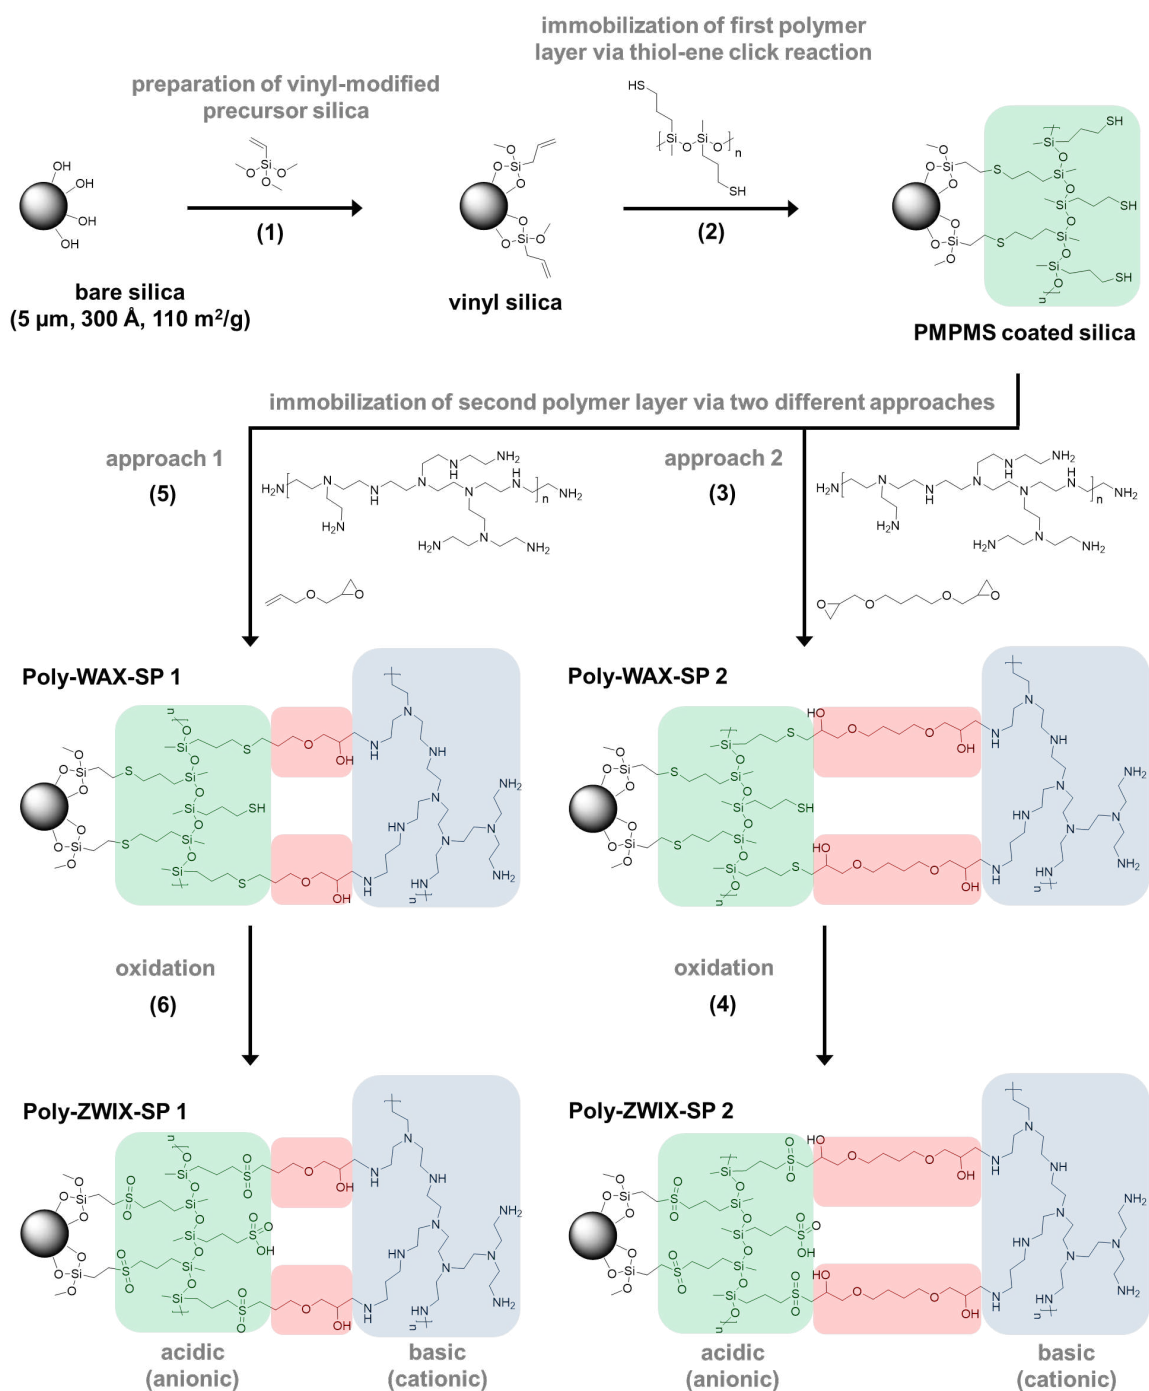 immobilization of first polymer
layer via thiol-ene click reaction
preparation of vinyl-modified
precursor silica
(1)
(2)
bare silica
(5 µm, 300 Å, 110 m²/g)
vinyl silica
PMPMS coated silica
immobilization of second polymer layer via two different approaches
approach 1
(5)
approach 2
(3)
Poly-WAX-SP 1
Poly-WAX-SP 2
oxidation
(6)
oxidation
(4)
Poly-ZWIX-SP 1
Poly-ZWIX-SP 2
acidic
(anionic)
basic
(cationic)
acidic
(anionic)
basic
(cationic)